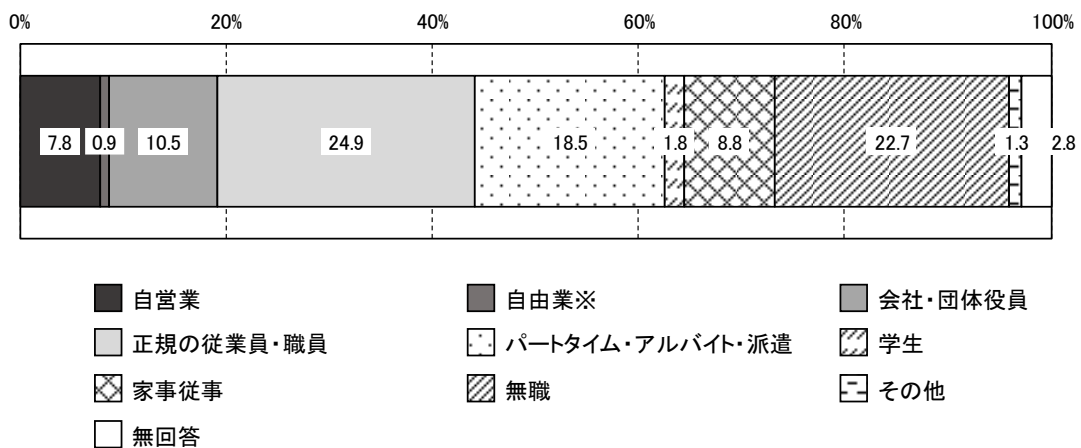 0% 20% 40% 60% 80% 100%
7.8 0.9 10.5 24.9 18.5 1.8 8.8 22.7 1.3 2.8
自営業 自由業※ 会社・団体役員
正規の従業員・職員 パートタイム・アルバイト・派遣 学生
家事従事 無職 その他
無回答